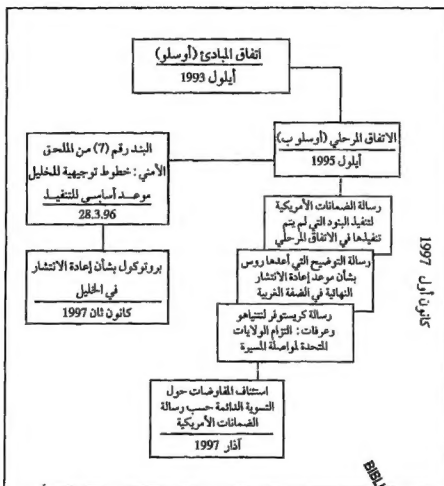 اتفاق المبادئ (أوسلو)
أيلول 1993
الاتفاق المرحلي (أوسلو ب)
أيلول 1995
البند رقم (7) من الملحق
الأمني: خطوط توجيهية للخليل
موعد أساسي للتنفيذ
28.3.96
رسالة الضمانات الأمريكية
لتنفيذ البنود التي لم يتم
تنفيذها في الاتفاق المرحلي
رسالة التوضيح التي أعدها روس
بشأن موعد إعادة الانتشار
النهائية في الضفة الغربية
رسالة كريستوفر لنتنياهو
وعرفات: التزام الولايات
المتحدة لمواصلة المسيرة
بروتوكول بشأن إعادة الانتشار
في الخليل
كانون ثان 1997
كانون أول 1997
استئناف المفاوضات حول
التسوية الدائمة حسب رسالة
الضمانات الأمريكية
آذار 1997